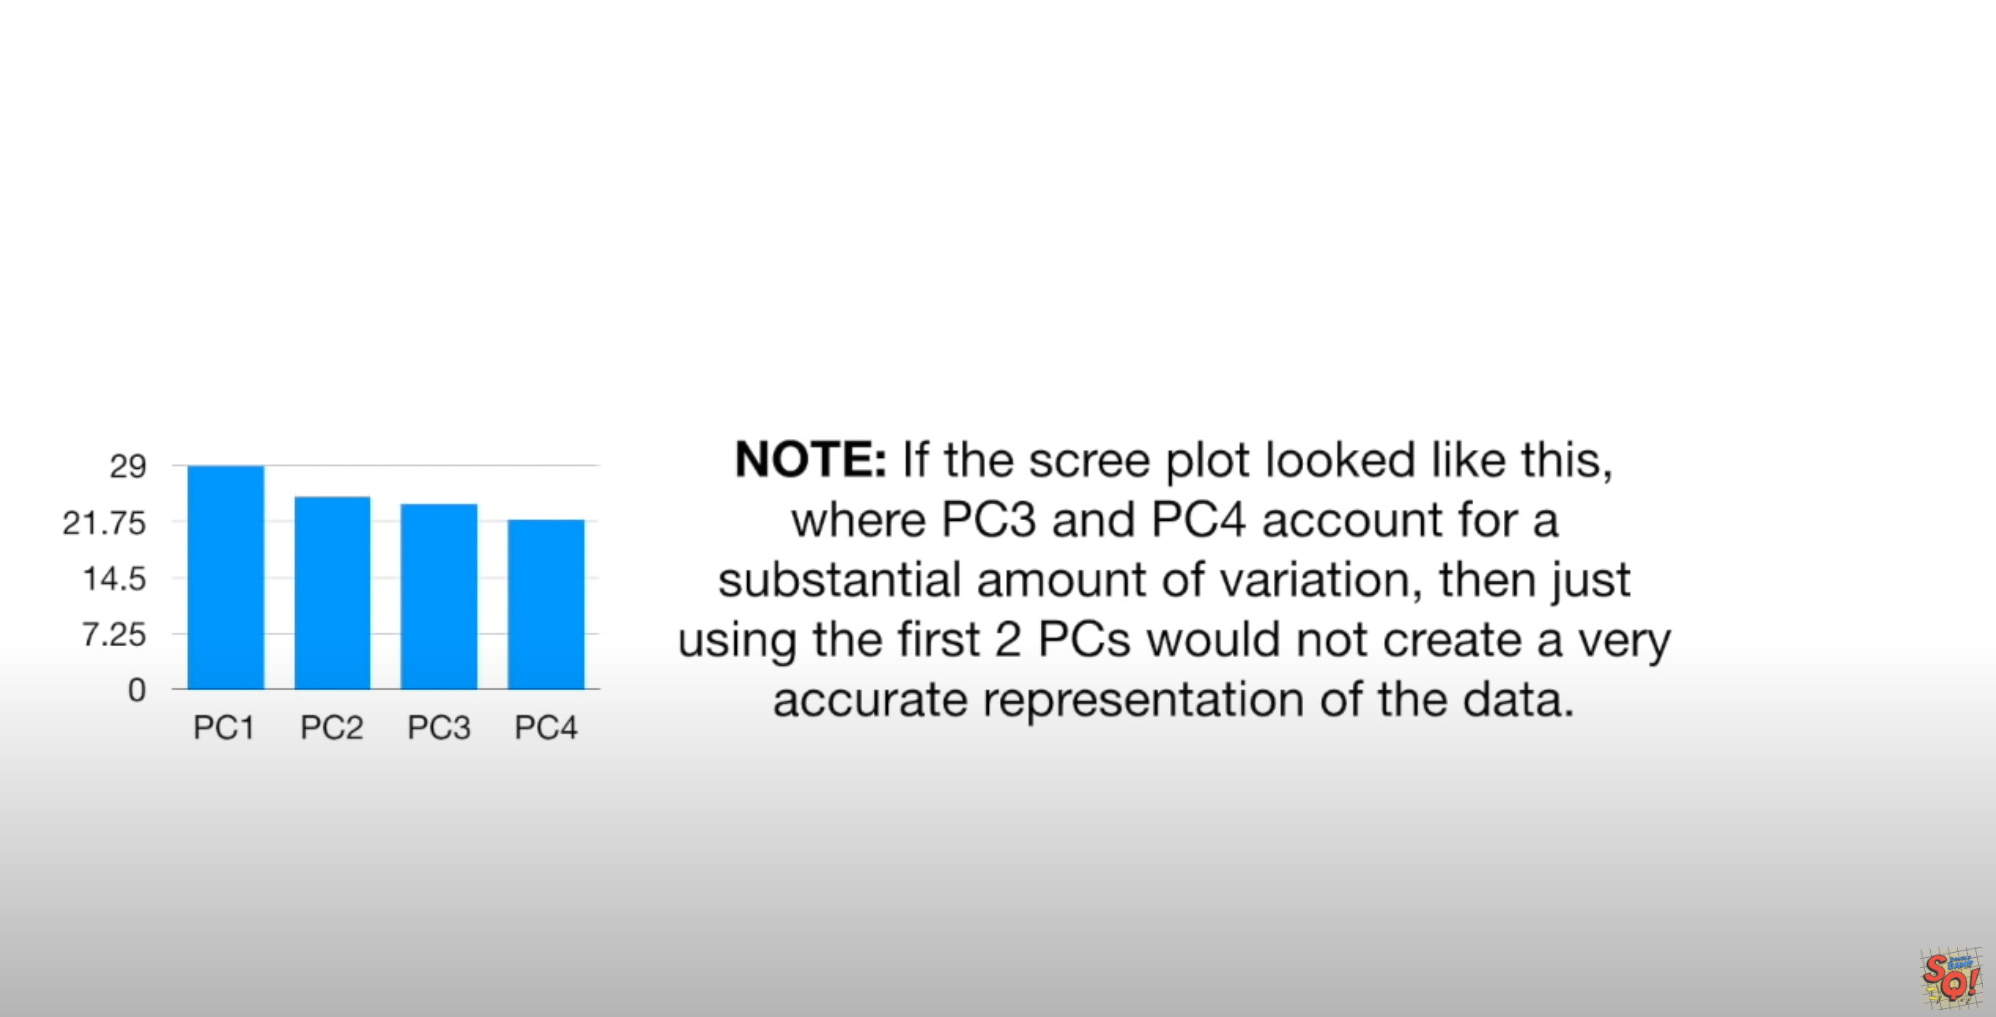 NOTE: If the scree plot looked like this,
where PC3 and PC4 account for a
substantial amount of variation, then just
using the first 2 PCs would not create a very
accurate representation of the data.
29
21.75
14.5
7.25
0
PC1 PC2 PC3 PC4
SQ!